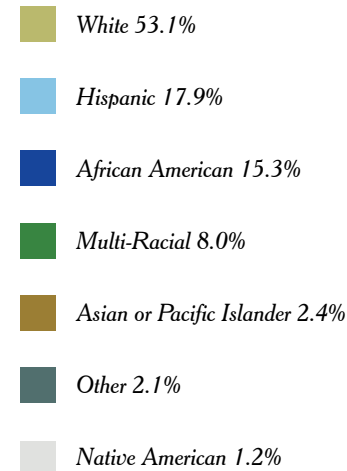 White 53.1%
Hispanic 17.9%
African American 15.3%
Multi-Racial 8.0%
Asian or Pacific Islander 2.4%
Other 2.1%
Native American 1.2%